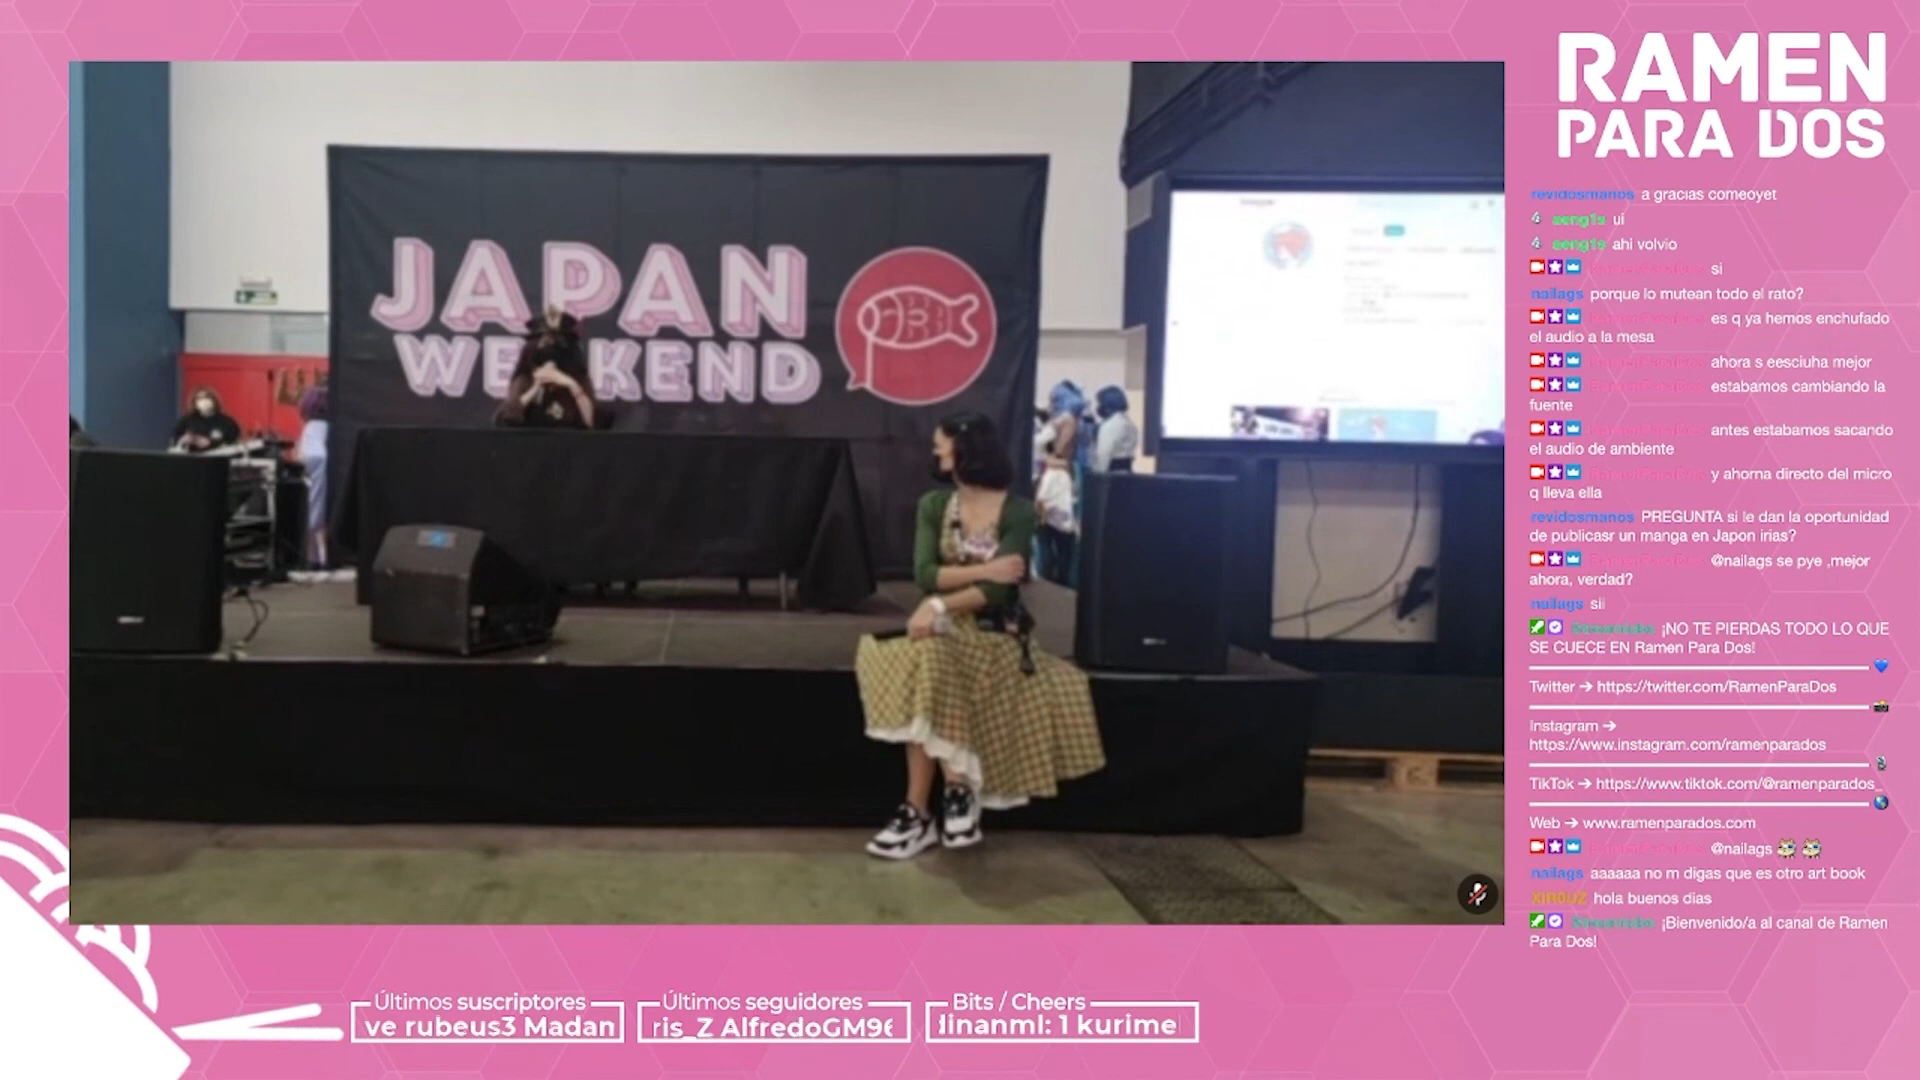 RAMEN
PARA DOS
JAPAN
WEEKEND
revidosmanos a gracias comeoyet
aeng1s ui
aeng1s ahi volvio
si
nailags porque lo mutean todo el rato?
es q ya hemos enchufado
el audio a la mesa
ahora s eesciuha mejor
estabamos cambiando la
fuente
antes estabamos sacando
el audio de ambiente
y ahorna directo del micro
q lleva ella
revidosmanos PREGUNTA si le dan la oportunidad
de publicasr un manga en Japon irias?
@nailags se pye ,mejor
ahora, verdad?
nailags sii
¡NO TE PIERDAS TODO LO QUE
SE CUECE EN Ramen Para Dos!
Twitter → https://twitter.com/RamenParaDos
Instagram →
https://www.instagram.com/ramenparados
TikTok → https://www.tiktok.com/@ramenparados_
Web → www.ramenparados.com
@nailags
nailags aaaaaa no m digas que es otro art book
hola buenos dias
¡Bienvenido/a al canal de Ramen
Para Dos!
Últimos suscriptores
ve rubeus3 Madan
Últimos seguidores
ris_Z AlfredoGM96
Bits / Cheers
linanml: 1 kurime